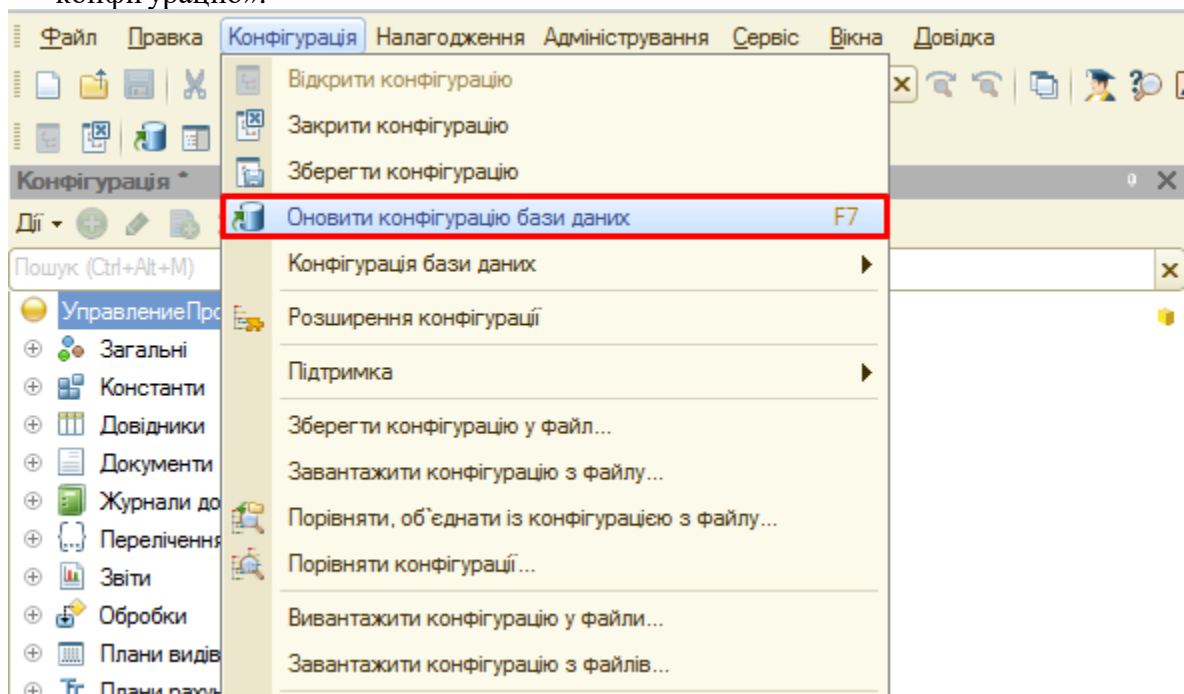 конфигурацию».
Файл Правка Конфігурація Налагодження Адміністрування Сервіс Вікна Довідка
Відкрити конфігурацію
Закрити конфігурацію
Зберегти конфігурацію
Конфігурація *
Оновити конфігурацію бази даних F7
Дії
Конфігурація бази даних
Пошук (Ctrl+Alt+M)
УправлениеПро
Розширення конфігурації
Загальні
Підтримка
Константи
Довідники
Зберегти конфігурацію у файл...
Документи
Завантажити конфігурацію з файлу...
Журнали до
Порівняти, об`єднати із конфігурацією з файлу...
Перелічення
Порівняти конфігурації...
Звіти
Обробки
Вивантажити конфігурацію у файли...
Плани видів
Завантажити конфігурацію з файлів...
Плани рахун